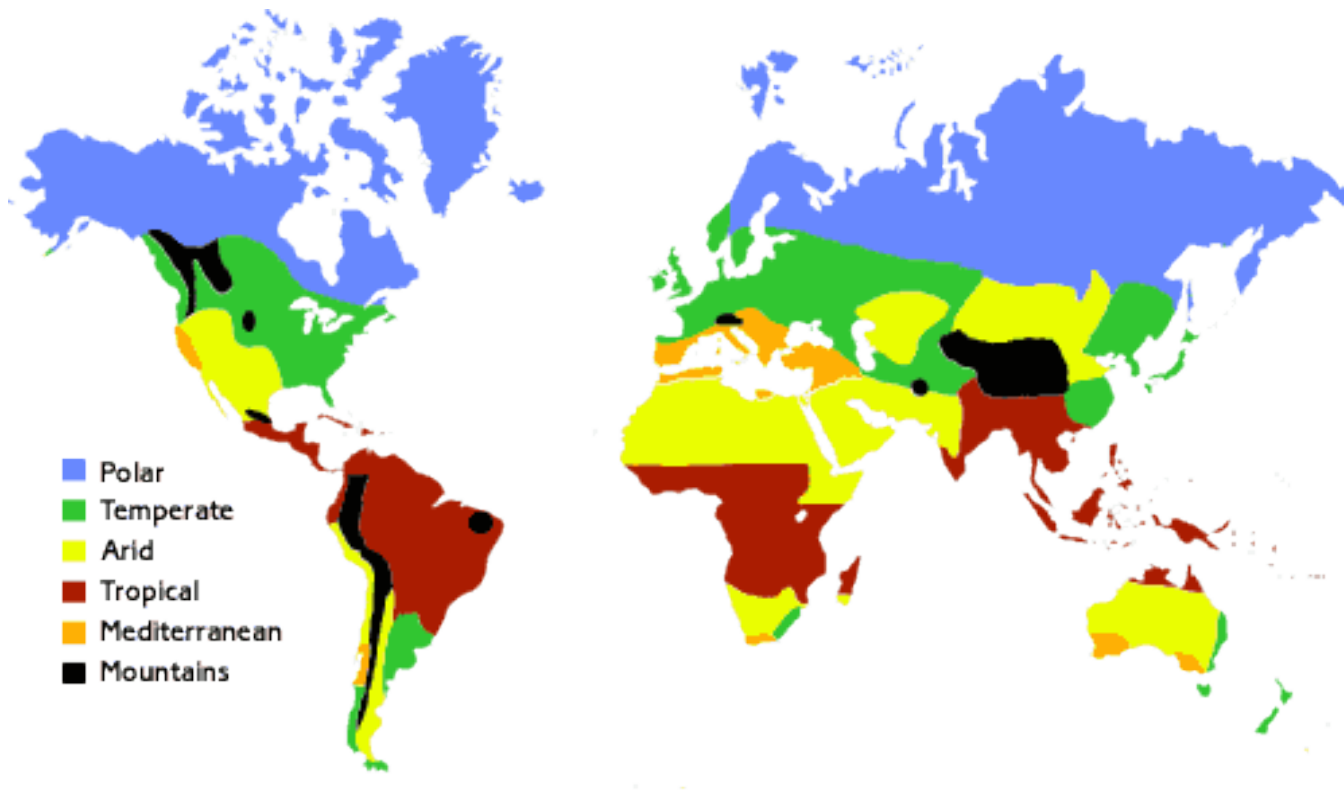 Polar
Temperate
Arid
Tropical
Mediterranean
Mountains